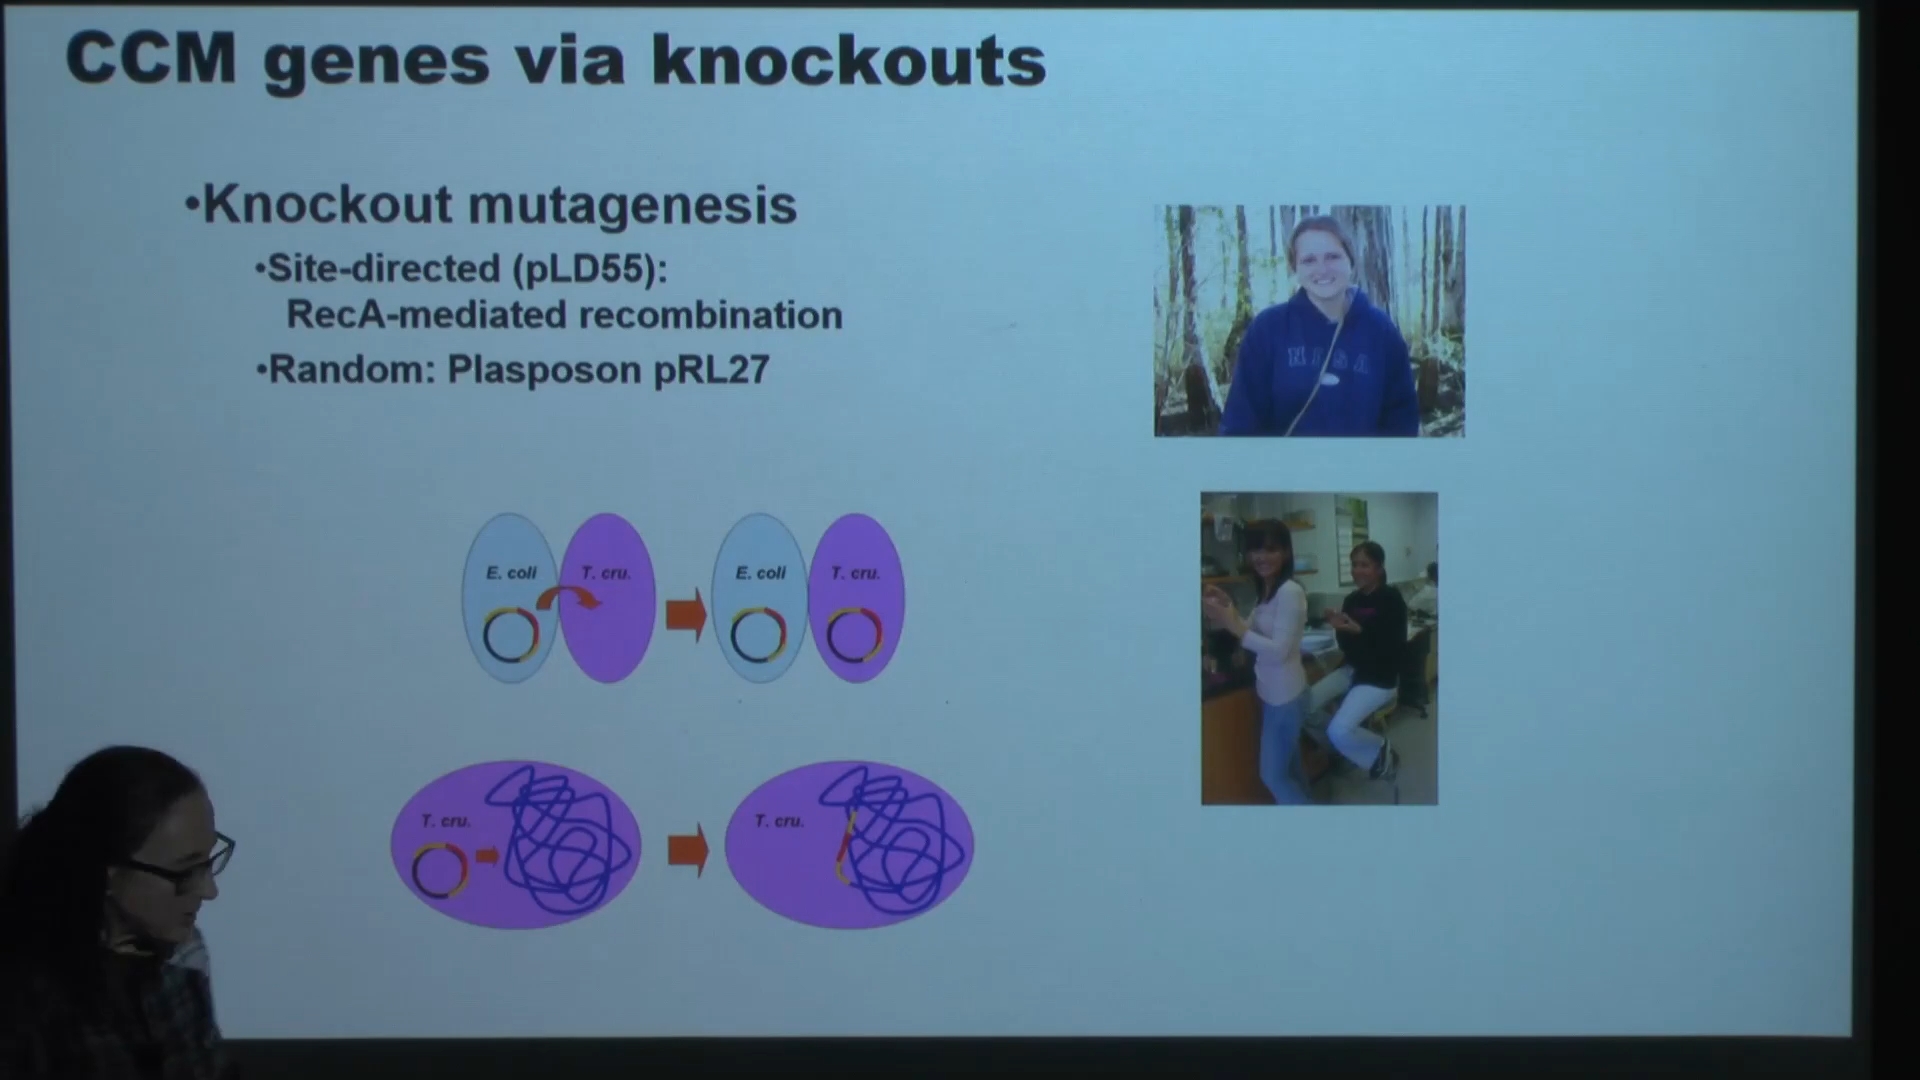 CCM genes via knockouts
•Knockout mutagenesis
•Site-directed (pLD55):
RecA-mediated recombination
•Random: Plasposon pRL27
NASA
E. coli
T. cru.
E. coli
T. cru.
T. cru.
T. cru.